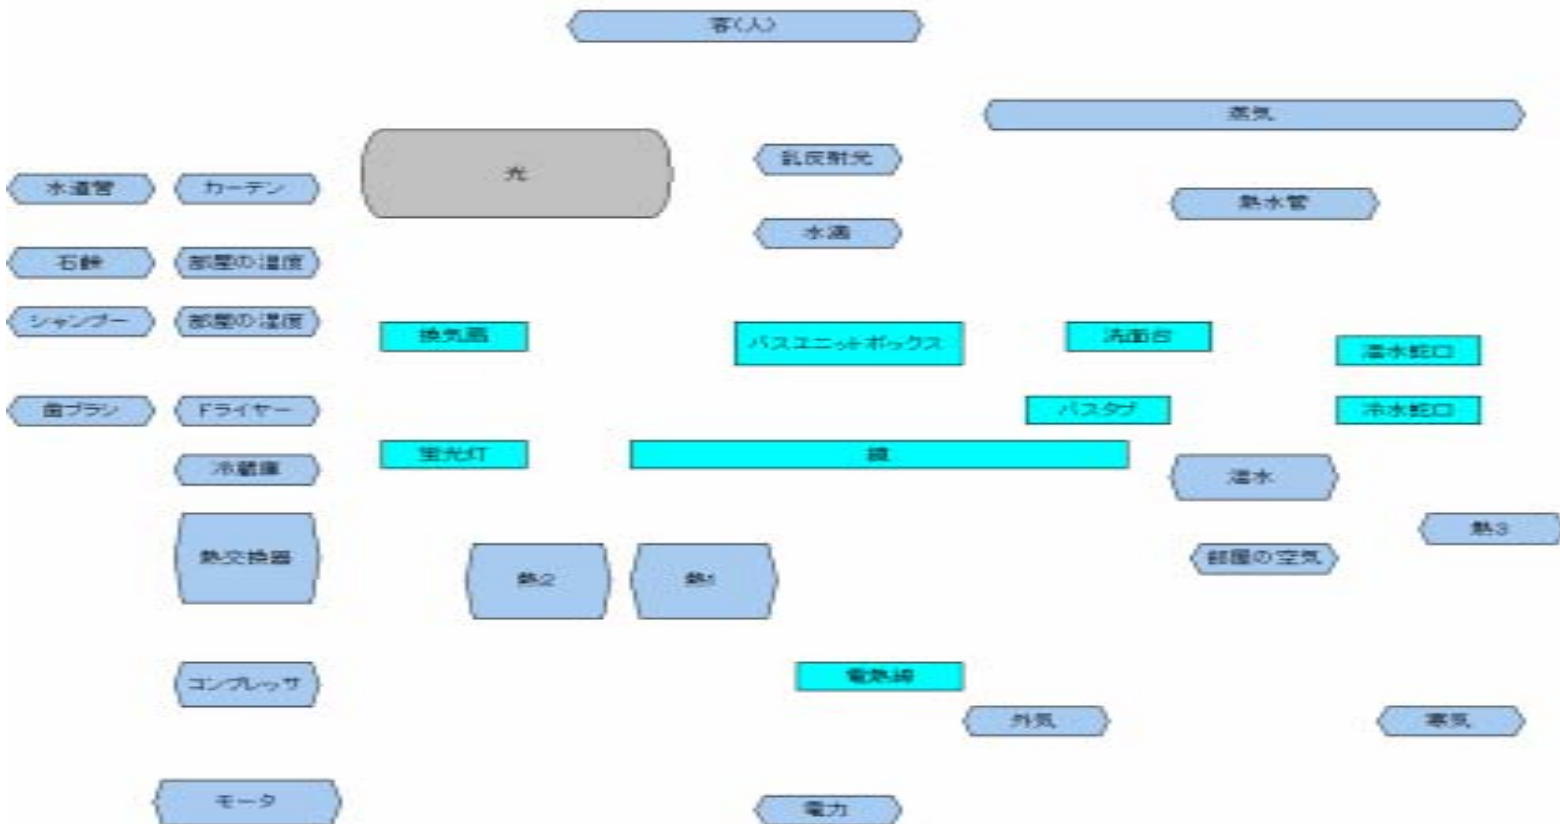 客(人)
蒸気
光
乱反射光
水道管
カーテン
熱水管
水滴
石鹸
部屋の温度
シャンプー
部屋の湿度
換気扇
バスユニットボックス
洗面台
温水蛇口
歯ブラシ
ドライヤー
バスタブ
冷水蛇口
蛍光灯
鏡
冷蔵庫
温水
熱交換器
熱2
熱1
部屋の空気
熱3
コンプレッサ
電熱線
外気
寒気
モータ
電力